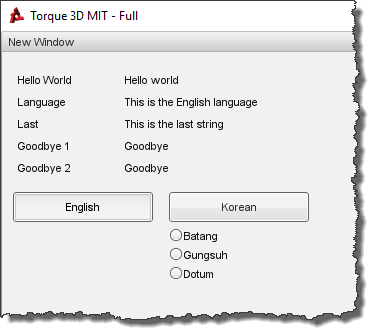 Torque 3D MIT - Full
New Window
Hello World Hello world
Language This is the English language
Last This is the last string
Goodbye 1 Goodbye
Goodbye 2 Goodbye
English Korean
Batang
Gungsuh
Dotum